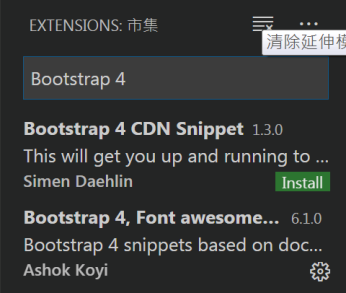 EXTENSIONS: 市集
清除延伸模
Bootstrap 4
Bootstrap 4 CDN Snippet 1.3.0
This will get you up and running to ...
Simen Daehlin Install
Bootstrap 4, Font awesome... 6.1.0
Bootstrap 4 snippets based on doc...
Ashok Koyi